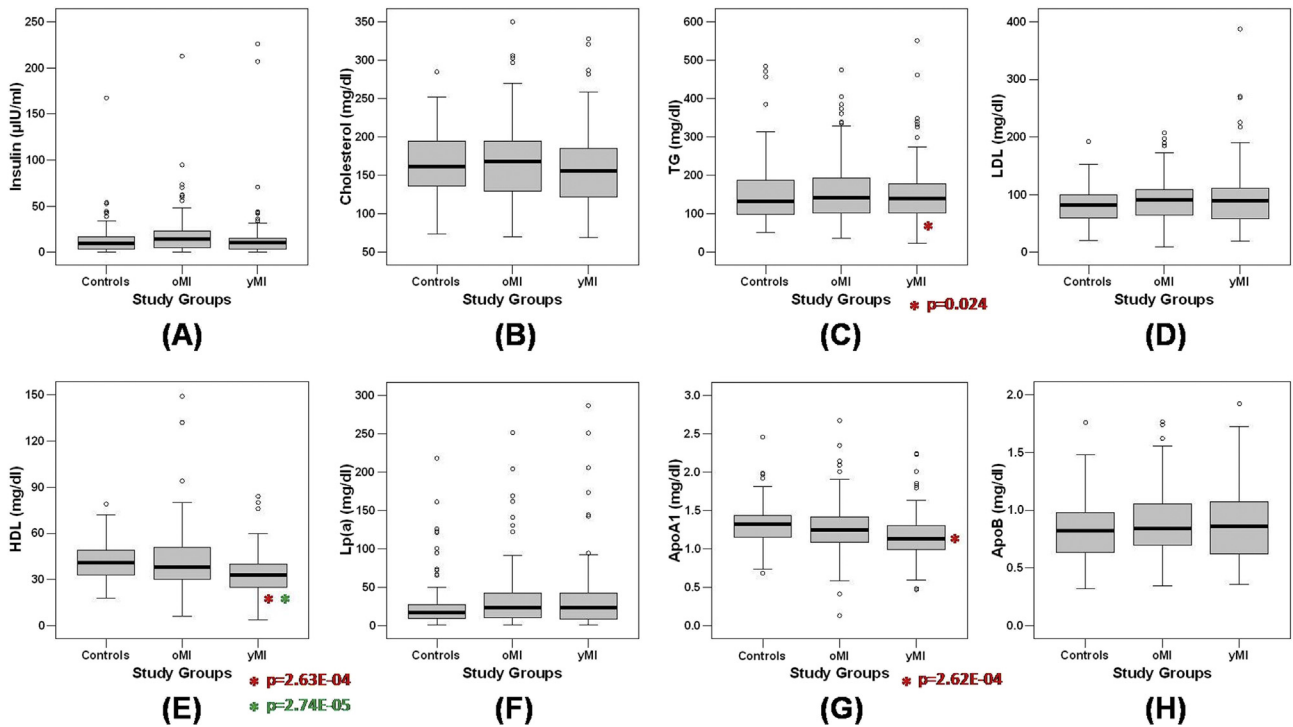 250
200
150
100
50
0
Insulin (µIU/ml)
Controls oMI yMI
Study Groups
(A)
350
300
250
200
150
100
50
Cholesterol (mg/dl)
Controls oMI yMI
Study Groups
(B)
600
500
400
300
200
100
0
TG (mg/dl)
*
Controls oMI yMI
Study Groups
* p=0.024
(C)
400
300
200
100
0
LDL (mg/dl)
Controls oMI yMI
Study Groups
(D)
150
120
90
60
30
0
HDL (mg/dl)
* *
Controls oMI yMI
Study Groups
* p=2.63E-04
* p=2.74E-05
(E)
300
250
200
150
100
50
0
Lp(a) (mg/dl)
Controls oMI yMI
Study Groups
(F)
3.0
2.5
2.0
1.5
1.0
0.5
0.0
ApoA1 (mg/dl)
*
Controls oMI yMI
Study Groups
* p=2.62E-04
(G)
2.0
1.5
1.0
0.5
0.0
ApoB (mg/dl)
Controls oMI yMI
Study Groups
(H)